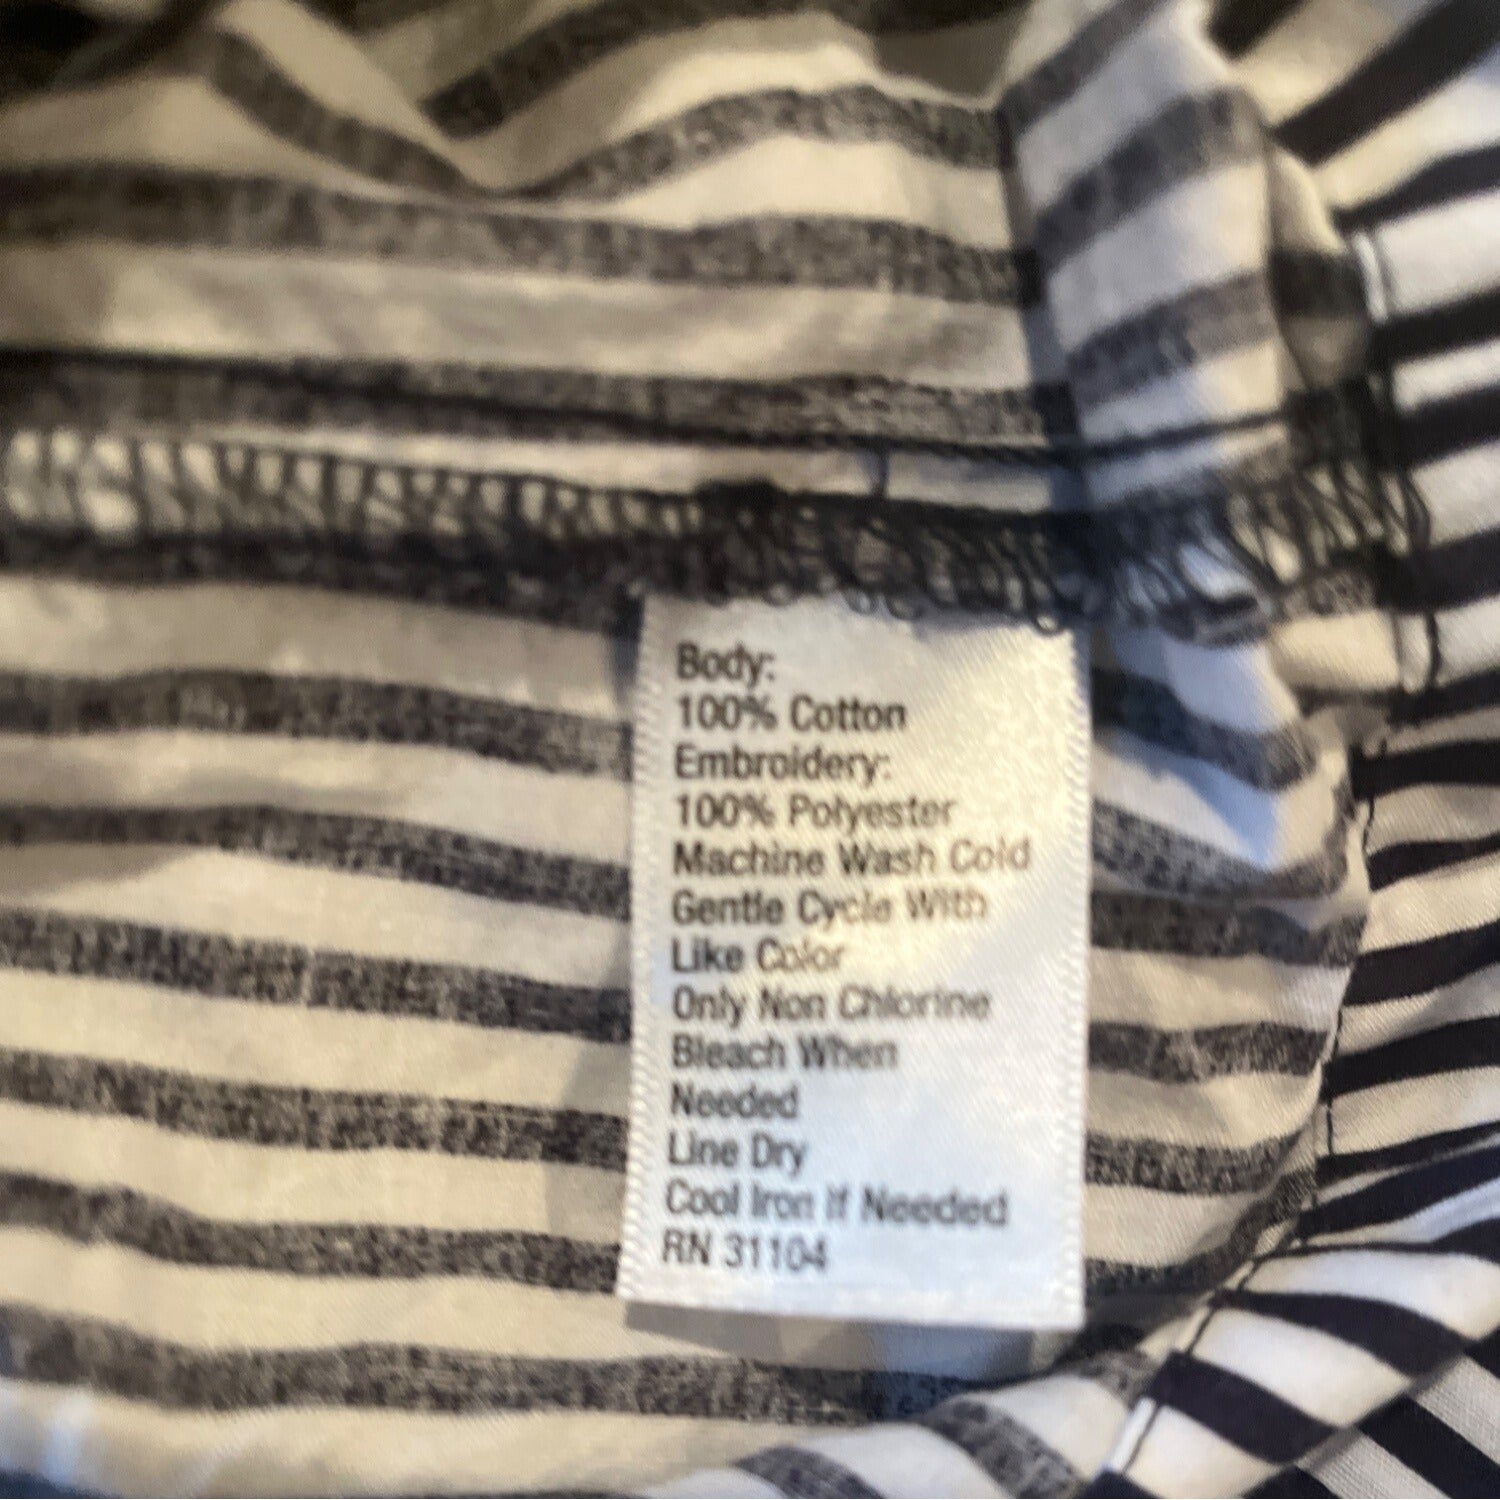 Body:
100% Cotton
Embroidery:
100% Polyester
Machine Wash Cold
Gentle Cycle With
Like Color
Only Non Chlorine
Bleach When
Needed
Line Dry
Cool Iron If Needed
RN 31104